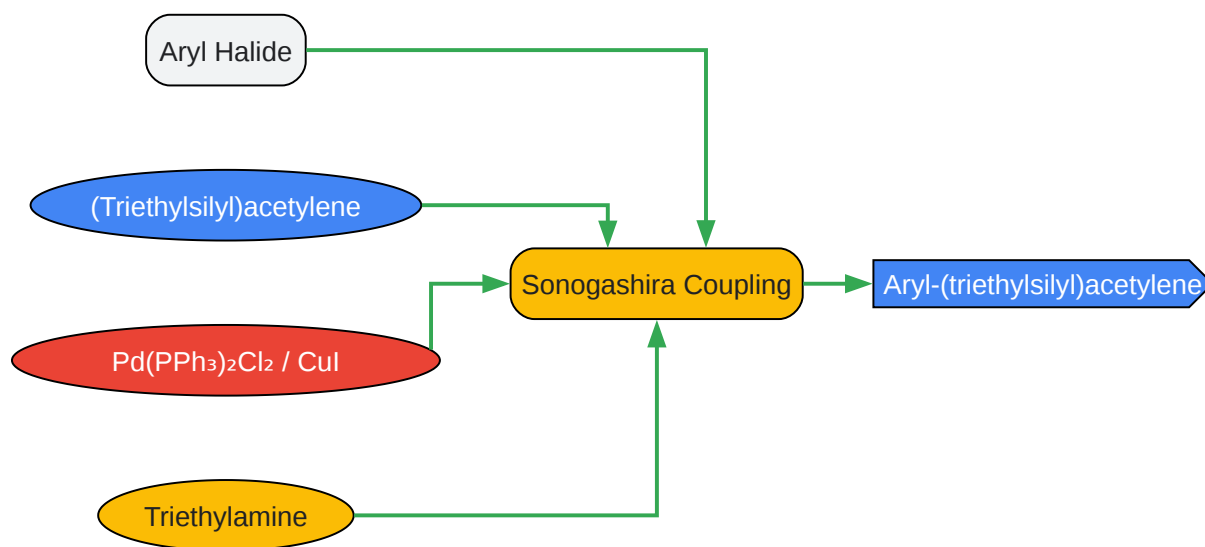 Aryl Halide
(Triethylsilyl)acetylene
Sonogashira Coupling
Aryl-(triethylsilyl)acetylene
Pd(PPh₃)₂Cl₂ / CuI
Triethylamine